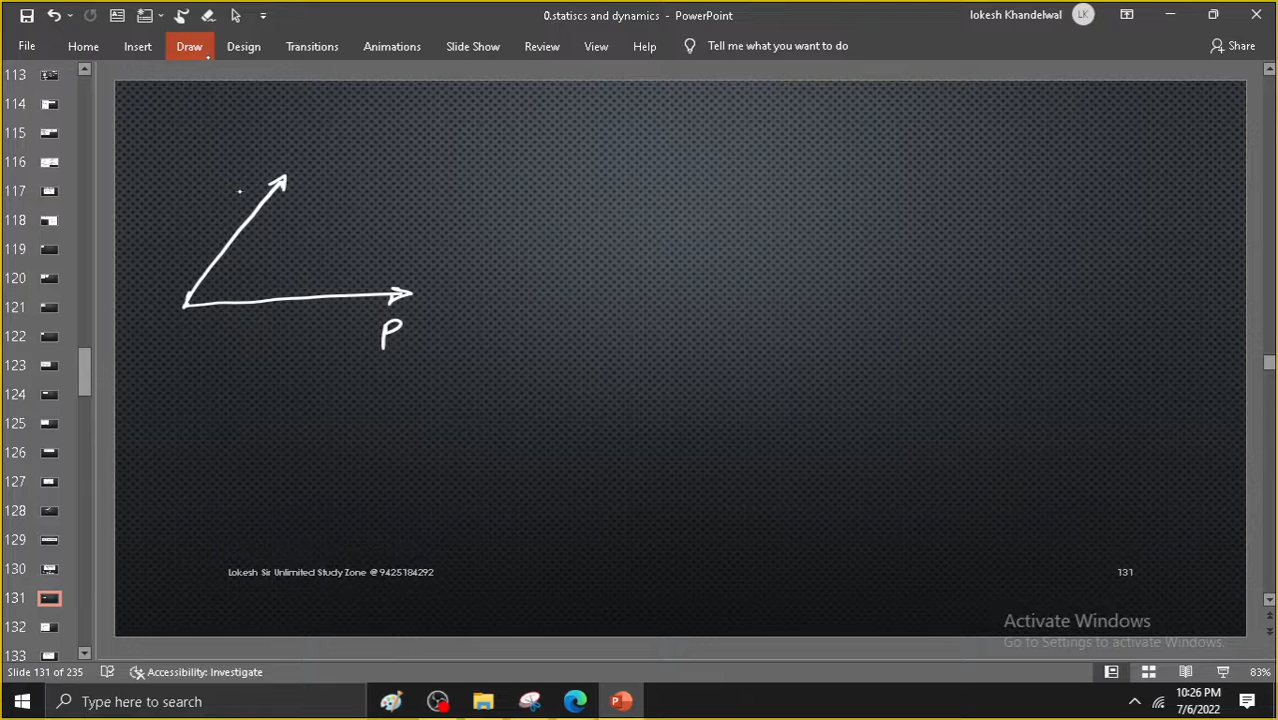 0.statiscs and dynamics - PowerPoint
lokesh Khandelwal
LK
File Home Insert Draw Design Transitions Animations Slide Show Review View Help Tell me what you want to do Share
113
114
115
116
117
118
119
120
121
122
123
124
125
126
127
128
129
130
131
132
133
P
Lokesh Sir Unlimited Study Zone @ 9425184292
131
Activate Windows
Go to Settings to activate Windows.
Slide 131 of 235 Accessibility: Investigate 83%
Type here to search
10:26 PM
7/6/2022